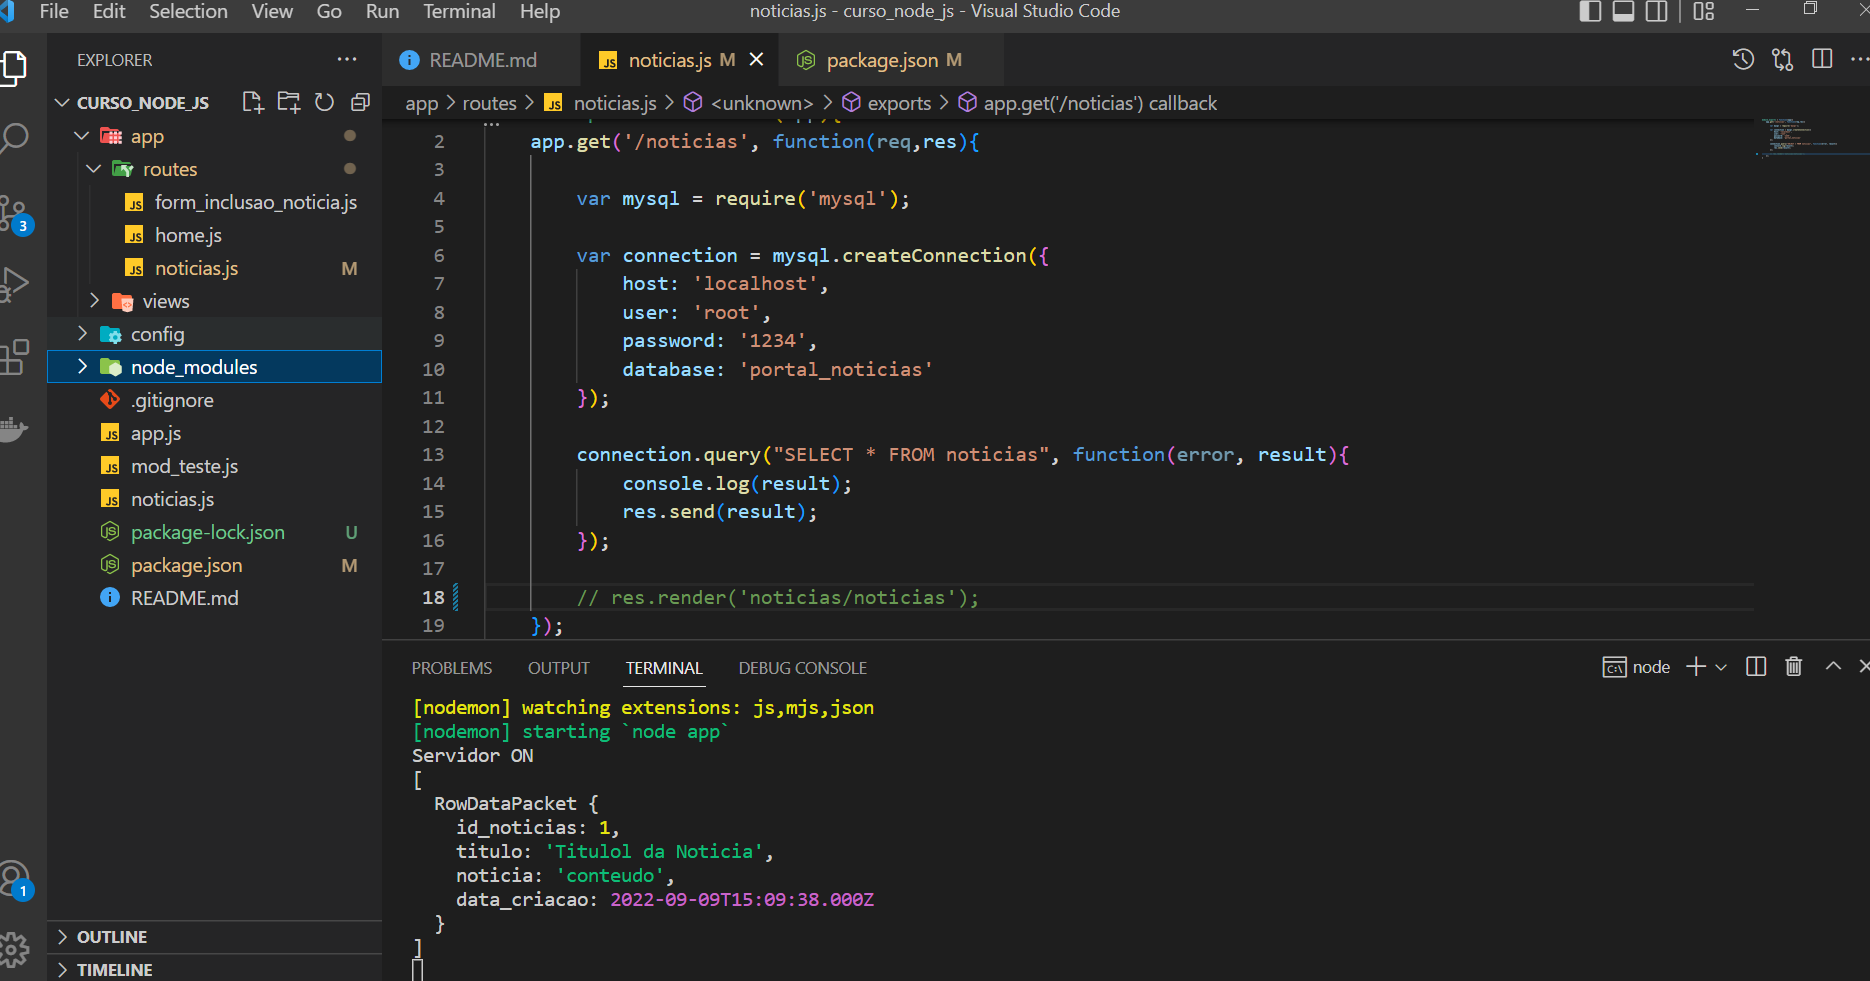 File Edit Selection View Go Run Terminal Help
noticias.js - curso_node_js - Visual Studio Code
EXPLORER
CURSO_NODE_JS
app
routes
form_inclusao_noticia.js
home.js
noticias.js M
views
config
node_modules
.gitignore
app.js
mod_teste.js
noticias.js
package-lock.json U
package.json M
README.md
OUTLINE
TIMELINE
3
1
README.md
noticias.js M
package.json M
app > routes > JS noticias.js > <unknown> > exports > app.get('/noticias') callback
2 app.get('/noticias', function(req,res){
3
4 var mysql = require('mysql');
5
6 var connection = mysql.createConnection({
7 host: 'localhost',
8 user: 'root',
9 password: '1234',
10 database: 'portal_noticias'
11 });
12
13 connection.query("SELECT * FROM noticias", function(error, result){
14 console.log(result);
15 res.send(result);
16 });
17
18 // res.render('noticias/noticias');
19 });
PROBLEMS OUTPUT TERMINAL DEBUG CONSOLE
node
[nodemon] watching extensions: js,mjs,json
[nodemon] starting `node app`
Servidor ON
[
RowDataPacket {
id_noticias: 1,
titulo: 'Titulol da Noticia',
noticia: 'conteudo',
data_criacao: 2022-09-09T15:09:38.000Z
}
]